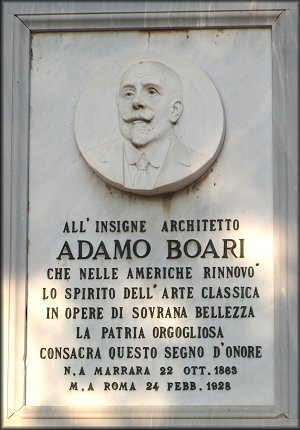 ALL' INSIGNE ARCHITETTO
ADAMO BOARI
CHE NELLE AMERICHE RINNOVO'
LO SPIRITO DELL' ARTE CLASSICA
IN OPERE DI SOVRANA BELLEZZA
LA PATRIA ORGOGLIOSA
CONSACRA QUESTO SEGNO D'ONORE
N. A MARRARA 22 OTT. 1863
M. A ROMA 24 FEBB. 1928